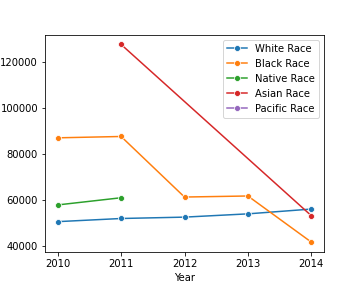 White Race
Black Race
Native Race
Asian Race
Pacific Race
120000
100000
80000
60000
40000
2010 2011 2012 2013 2014
Year